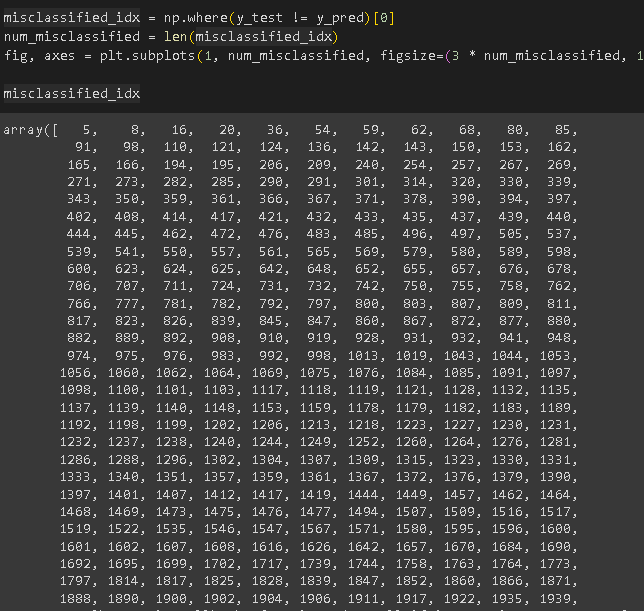 misclassified_idx = np.where(y_test != y_pred)[0]
num_misclassified = len(misclassified_idx)
fig, axes = plt.subplots(1, num_misclassified, figsize=(3 * num_misclassified, 1
misclassified_idx
array([ 5, 8, 16, 20, 36, 54, 59, 62, 68, 80, 85,
91, 98, 110, 121, 124, 136, 142, 143, 150, 153, 162,
165, 166, 194, 195, 206, 209, 240, 254, 257, 267, 269,
271, 273, 282, 285, 290, 291, 301, 314, 320, 330, 339,
343, 350, 359, 361, 366, 367, 371, 378, 390, 394, 397,
402, 408, 414, 417, 421, 432, 433, 435, 437, 439, 440,
444, 445, 462, 472, 476, 483, 485, 496, 497, 505, 537,
539, 541, 550, 557, 561, 565, 569, 579, 580, 589, 598,
600, 623, 624, 625, 642, 648, 652, 655, 657, 676, 678,
706, 707, 711, 724, 731, 732, 742, 750, 755, 758, 762,
766, 777, 781, 782, 792, 797, 800, 803, 807, 809, 811,
817, 823, 826, 839, 845, 847, 860, 867, 872, 877, 880,
882, 889, 892, 908, 910, 919, 928, 931, 932, 941, 948,
974, 975, 976, 983, 992, 998, 1013, 1019, 1043, 1044, 1053,
1056, 1060, 1062, 1064, 1069, 1075, 1076, 1084, 1085, 1091, 1097,
1098, 1100, 1101, 1103, 1117, 1118, 1119, 1121, 1128, 1132, 1135,
1137, 1139, 1140, 1148, 1153, 1159, 1178, 1179, 1182, 1183, 1189,
1192, 1198, 1199, 1202, 1206, 1213, 1218, 1223, 1227, 1230, 1231,
1232, 1237, 1238, 1240, 1244, 1249, 1252, 1260, 1264, 1276, 1281,
1286, 1288, 1296, 1302, 1304, 1307, 1309, 1315, 1323, 1330, 1331,
1333, 1340, 1351, 1357, 1359, 1361, 1367, 1372, 1376, 1379, 1390,
1397, 1401, 1407, 1412, 1417, 1419, 1444, 1449, 1457, 1462, 1464,
1468, 1469, 1473, 1475, 1476, 1477, 1494, 1507, 1509, 1516, 1517,
1519, 1522, 1535, 1546, 1547, 1567, 1571, 1580, 1595, 1596, 1600,
1601, 1602, 1607, 1608, 1616, 1626, 1642, 1657, 1670, 1684, 1690,
1692, 1695, 1699, 1702, 1717, 1739, 1744, 1758, 1763, 1764, 1773,
1797, 1814, 1817, 1825, 1828, 1839, 1847, 1852, 1860, 1866, 1871,
1888, 1890, 1900, 1902, 1904, 1906, 1911, 1917, 1922, 1935, 1939,